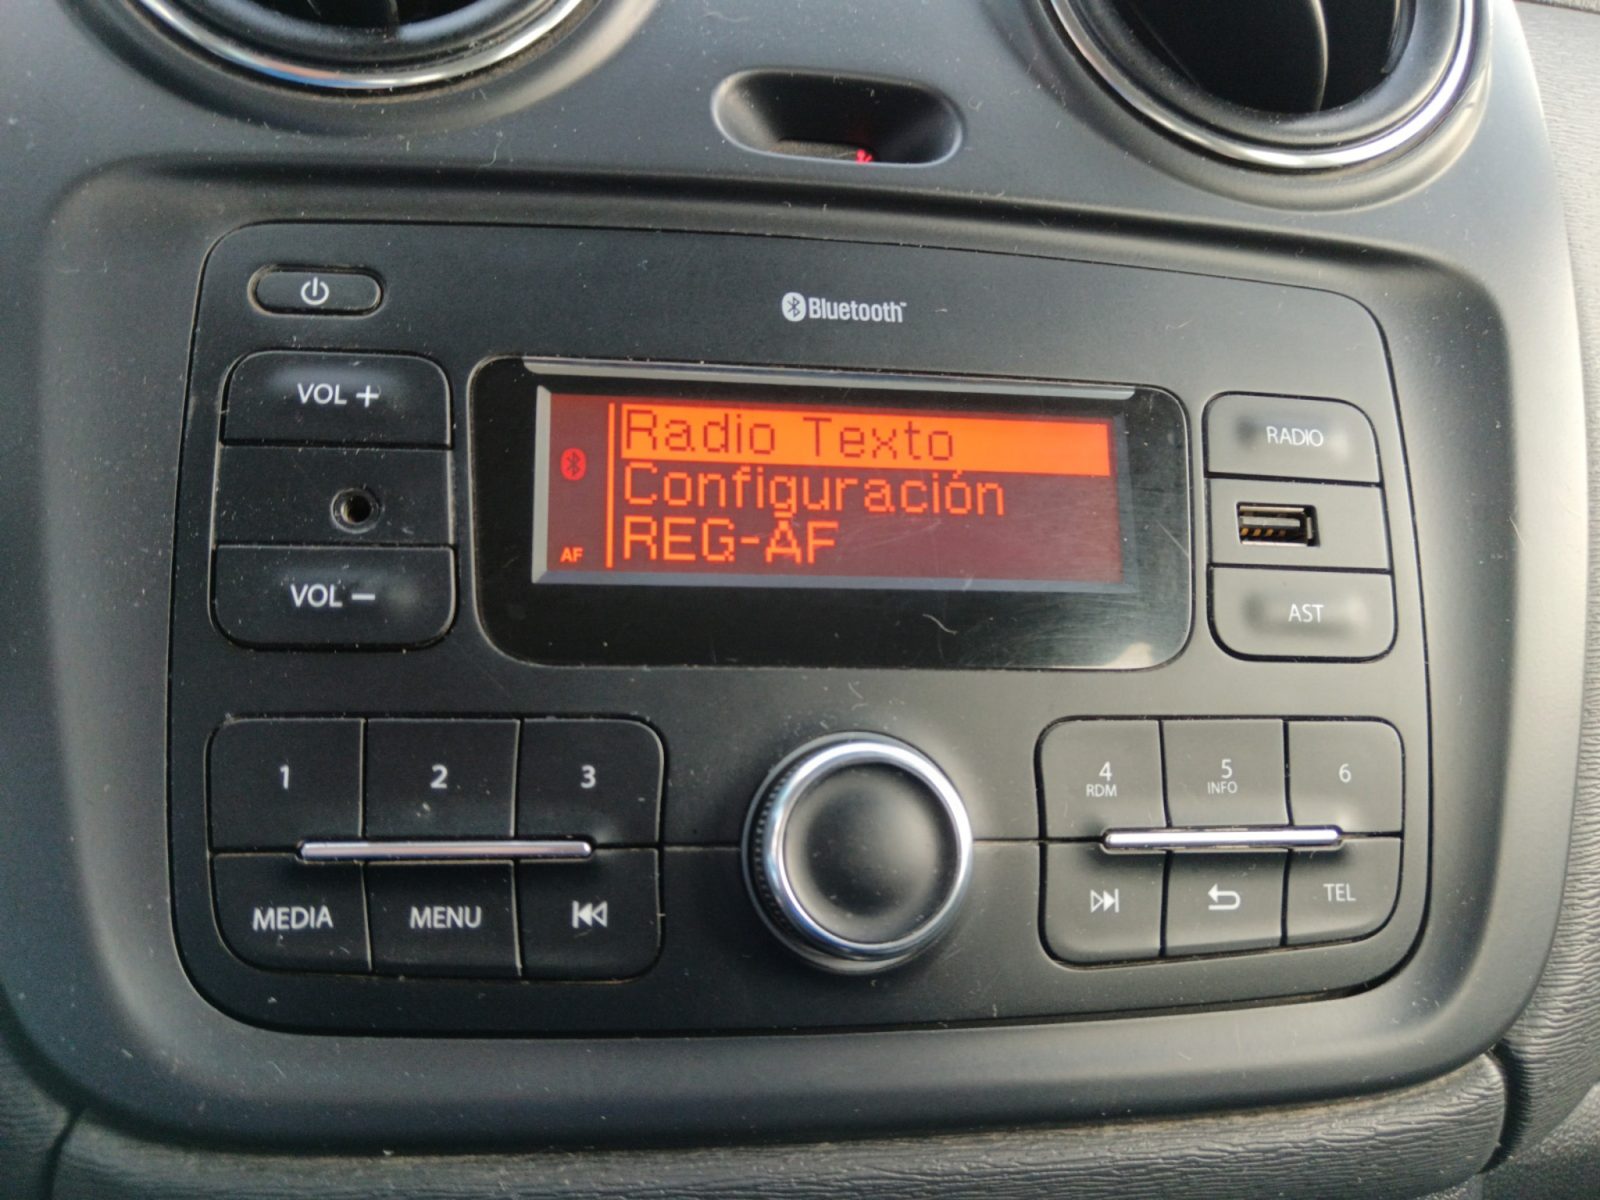 Bluetooth™
VOL +
Radio Texto
Configuración
REG-AF
AF
RADIO
VOL −
AST
1
2
3
4
RDM
5
INFO
6
MEDIA
MENU
TEL